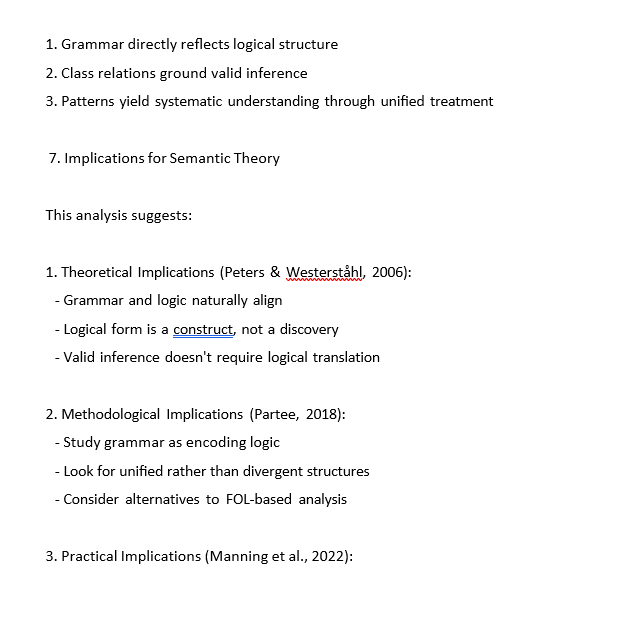 1. Grammar directly reflects logical structure
2. Class relations ground valid inference
3. Patterns yield systematic understanding through unified treatment
7. Implications for Semantic Theory
This analysis suggests:
1. Theoretical Implications (Peters & Westerståhl, 2006):
- Grammar and logic naturally align
- Logical form is a construct, not a discovery
- Valid inference doesn't require logical translation
2. Methodological Implications (Partee, 2018):
- Study grammar as encoding logic
- Look for unified rather than divergent structures
- Consider alternatives to FOL-based analysis
3. Practical Implications (Manning et al., 2022):